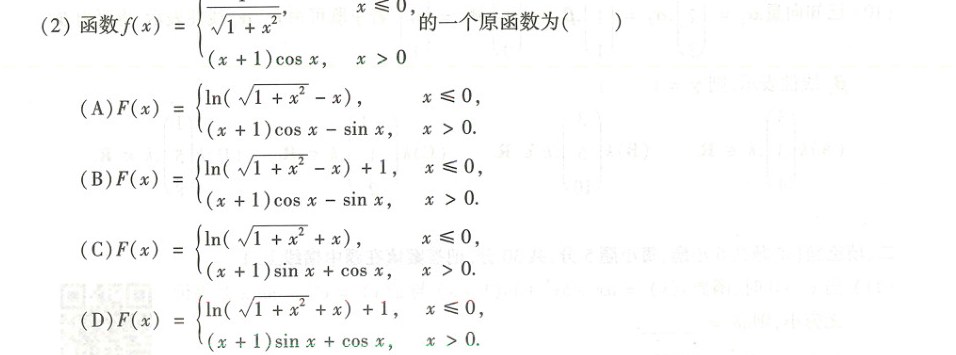 (2) 函数 f(x) = { 1/√(1 + x²), x ≤ 0, (x + 1)cos x, x > 0 的一个原函数为( )
(A) F(x) = { ln( √(1 + x²) − x), x ≤ 0,
(x + 1)cos x − sin x, x > 0.
(B) F(x) = { ln( √(1 + x²) − x) + 1, x ≤ 0,
(x + 1)cos x − sin x, x > 0.
(C) F(x) = { ln( √(1 + x²) + x), x ≤ 0,
(x + 1)sin x + cos x, x > 0.
(D) F(x) = { ln( √(1 + x²) + x) + 1, x ≤ 0,
(x + 1)sin x + cos x, x > 0.